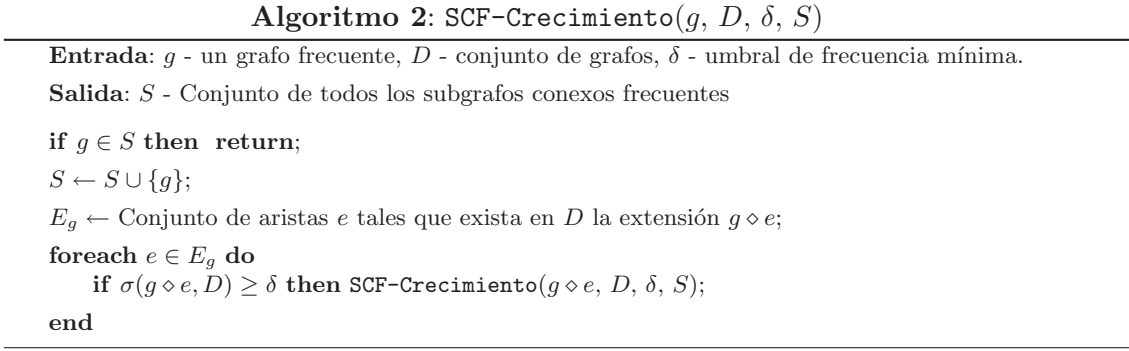 Algoritmo 2: SCF-Crecimiento(g, D, δ, S)
Entrada: g - un grafo frecuente, D - conjunto de grafos, δ - umbral de frecuencia mínima.
Salida: S - Conjunto de todos los subgrafos conexos frecuentes
if g ∈ S then return;
S ← S ∪ {g};
E_g ← Conjunto de aristas e tales que exista en D la extensión g ⋄ e;
foreach e ∈ E_g do
if σ(g ⋄ e, D) ≥ δ then SCF-Crecimiento(g ⋄ e, D, δ, S);
end